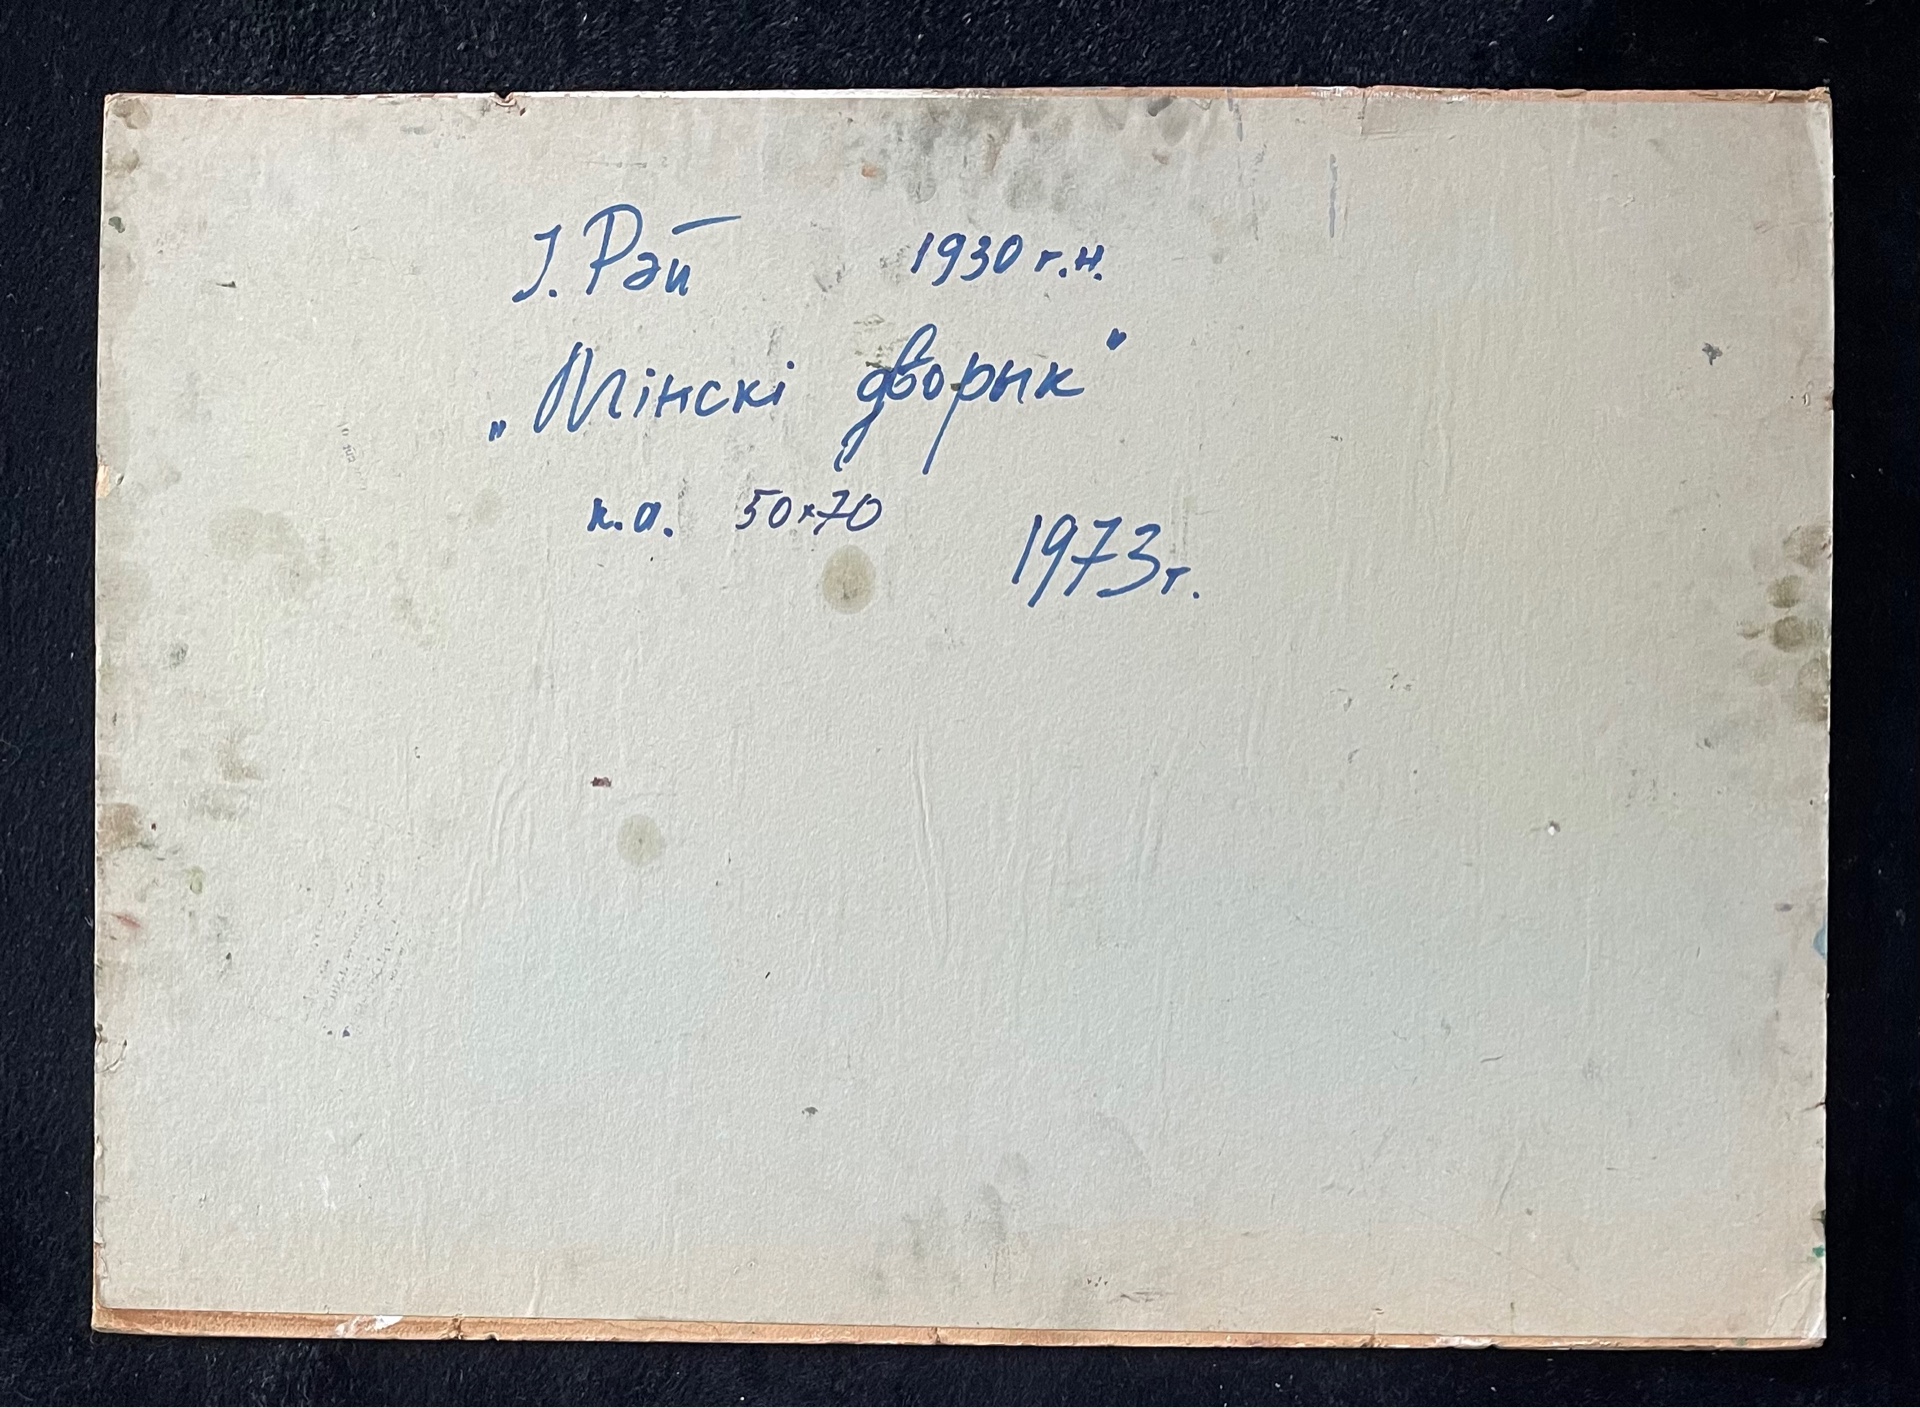 І. Рэй 1930 г.н.
„Мінскі дворык"
к.а. 50×70
1973 г.